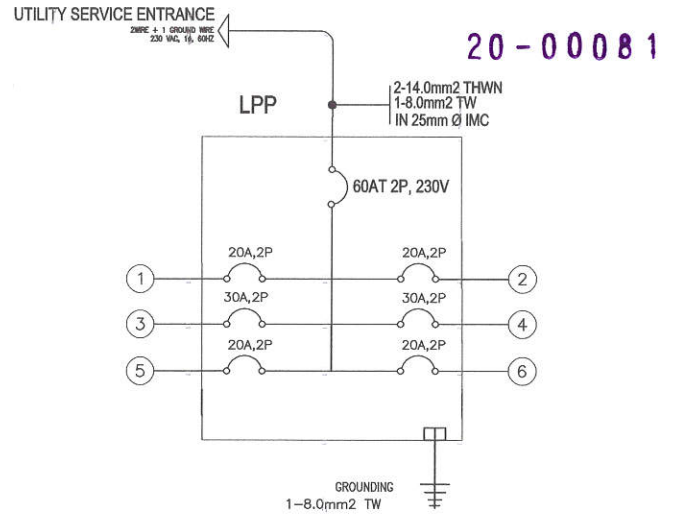 UTILITY SERVICE ENTRANCE
2WIRE + 1 GROUND WIRE
230 VAC, 1Ø, 60HZ
20-00081
2-14.0mm2 THWN
1-8.0mm2 TW
IN 25mm Ø IMC
LPP
60AT 2P, 230V
20A,2P 20A,2P
1 2
30A,2P 30A,2P
3 4
20A,2P 20A,2P
5 6
GROUNDING
1-8.0mm2 TW